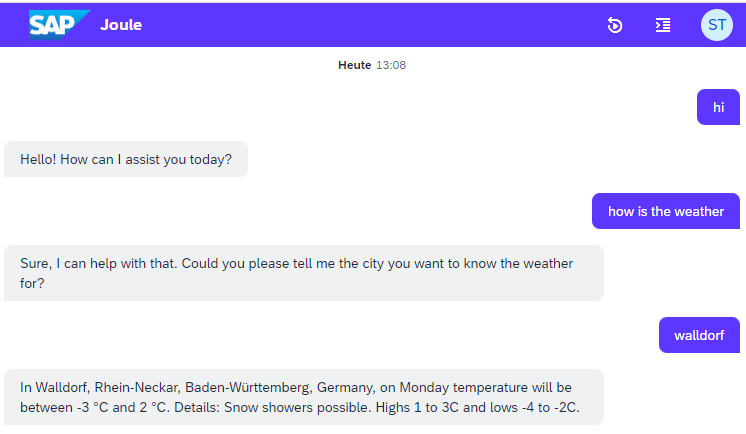 SAP Joule ST
Heute 13:08
hi
Hello! How can I assist you today?
how is the weather
Sure, I can help with that. Could you please tell me the city you want to know the weather
for?
walldorf
In Walldorf, Rhein-Neckar, Baden-Württemberg, Germany, on Monday temperature will be
between -3 °C and 2 °C. Details: Snow showers possible. Highs 1 to 3C and lows -4 to -2C.